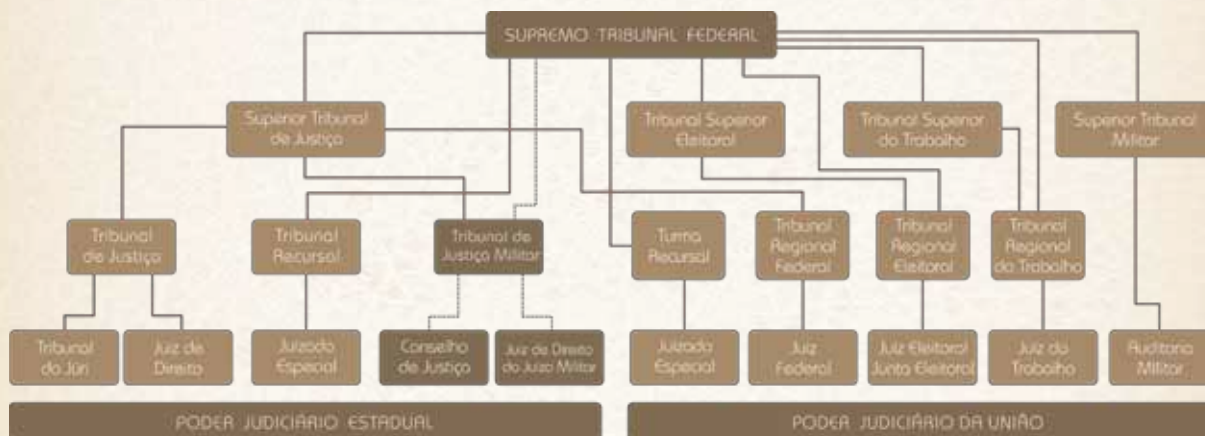 SUPREMO TRIBUNAL FEDERAL
Superior Tribunal
de Justiça
Tribunal Superior
Eleitoral
Tribunal Superior
do Trabalho
Superior Tribunal
Militar
Tribunal
de Justiça
Tribunal
Recursal
Tribunal de
Justiça Militar
Turma
Recursal
Tribunal
Regional
Federal
Tribunal
Regional
Eleitoral
Tribunal
Regional
do Trabalho
Tribunal
do Júri
Juiz de
Direito
Juizado
Especial
Conselho
de Justiça
Juiz de Direito
do Juízo Militar
Juizado
Especial
Juiz
Federal
Juiz Eleitoral
Junta Eleitoral
Juiz do
Trabalho
Auditoria
Militar
PODER JUDICIÁRIO ESTADUAL
PODER JUDICIÁRIO DA UNIÃO